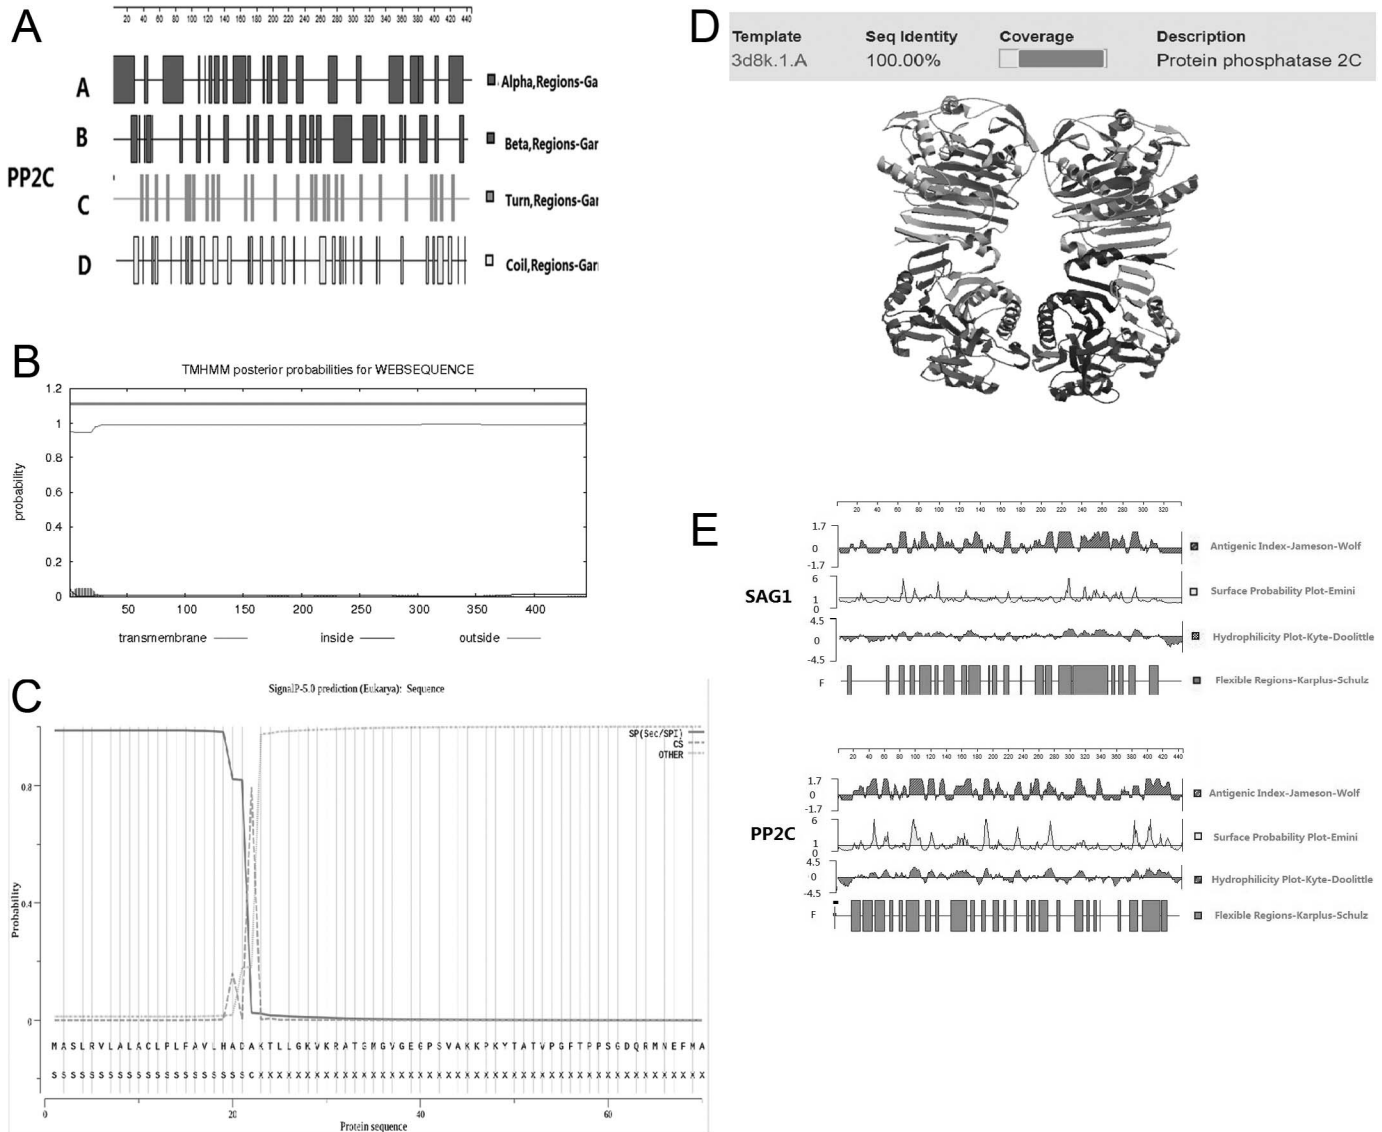 A
20 60 100 140 180 220 260 300 340 380 420
40 80 120 160 200 240 280 320 360 400 440
A
Alpha,Regions-Ga
B
Beta,Regions-Gar
PP2C
C
Turn,Regions-Gar
D
Coil,Regions-Gar
B
TMHMM posterior probabilities for WEBSEQUENCE
1.2
1
0.8
0.6
0.4
0.2
0
probability
50 100 150 200 250 300 350 400
transmembrane inside outside
C
SignalP-5.0 prediction (Eukarya): Sequence
SP(Sec/SPI)
CS
OTHER
0.8
0.4
0
Probability
M A S L R V L A L A C L P L F A V L H A D A K T L L G K V K R A T G M G V G E G P S V A K K P K Y T A T V P G F T P P S G D Q R M N E F M A
S S S S S S S S S S S S S S S S S S S S S C X X X X X X X X X X X X X X X X X X X X X X X X X X X X X X X X X X X X X X X X X X X X X X X X
0 20 40 60
Protein sequence
D
Template Seq Identity Coverage Description
3d8k.1.A 100.00% Protein phosphatase 2C
E
20 40 60 80 100 120 140 160 180 200 220 240 260 280 300 320
SAG1
1.7
0
-1.7
Antigenic Index-Jameson-Wolf
6
1
0
Surface Probability Plot-Emini
4.5
0
-4.5
Hydrophilicity Plot-Kyte-Doolittle
F
Flexible Regions-Karplus-Schulz
20 40 60 80 100 120 140 160 180 200 220 240 260 280 300 320 340 360 380 400 420 440
PP2C
1.7
0
-1.7
Antigenic Index-Jameson-Wolf
6
1
0
Surface Probability Plot-Emini
4.5
0
-4.5
Hydrophilicity Plot-Kyte-Doolittle
F
Flexible Regions-Karplus-Schulz